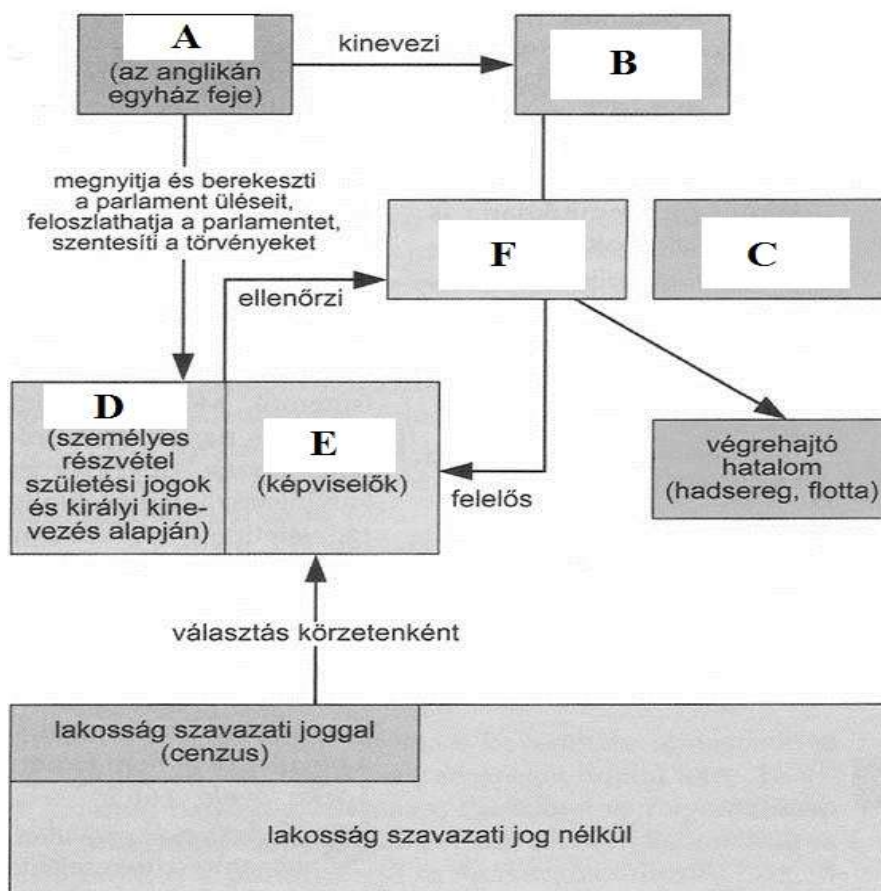 A
(az anglikán
egyház feje)
kinevezi
B
megnyitja és berekeszti
a parlament üléseit,
feloszlathatja a parlamentet,
szentesíti a törvényeket
F
C
ellenőrzi
D
(személyes
részvétel
születési jogok
és királyi kine-
vezés alapján)
E
(képviselők)
felelős
végrehajtó
hatalom
(hadsereg, flotta)
választás körzetenként
lakosság szavazati joggal
(cenzus)
lakosság szavazati jog nélkül